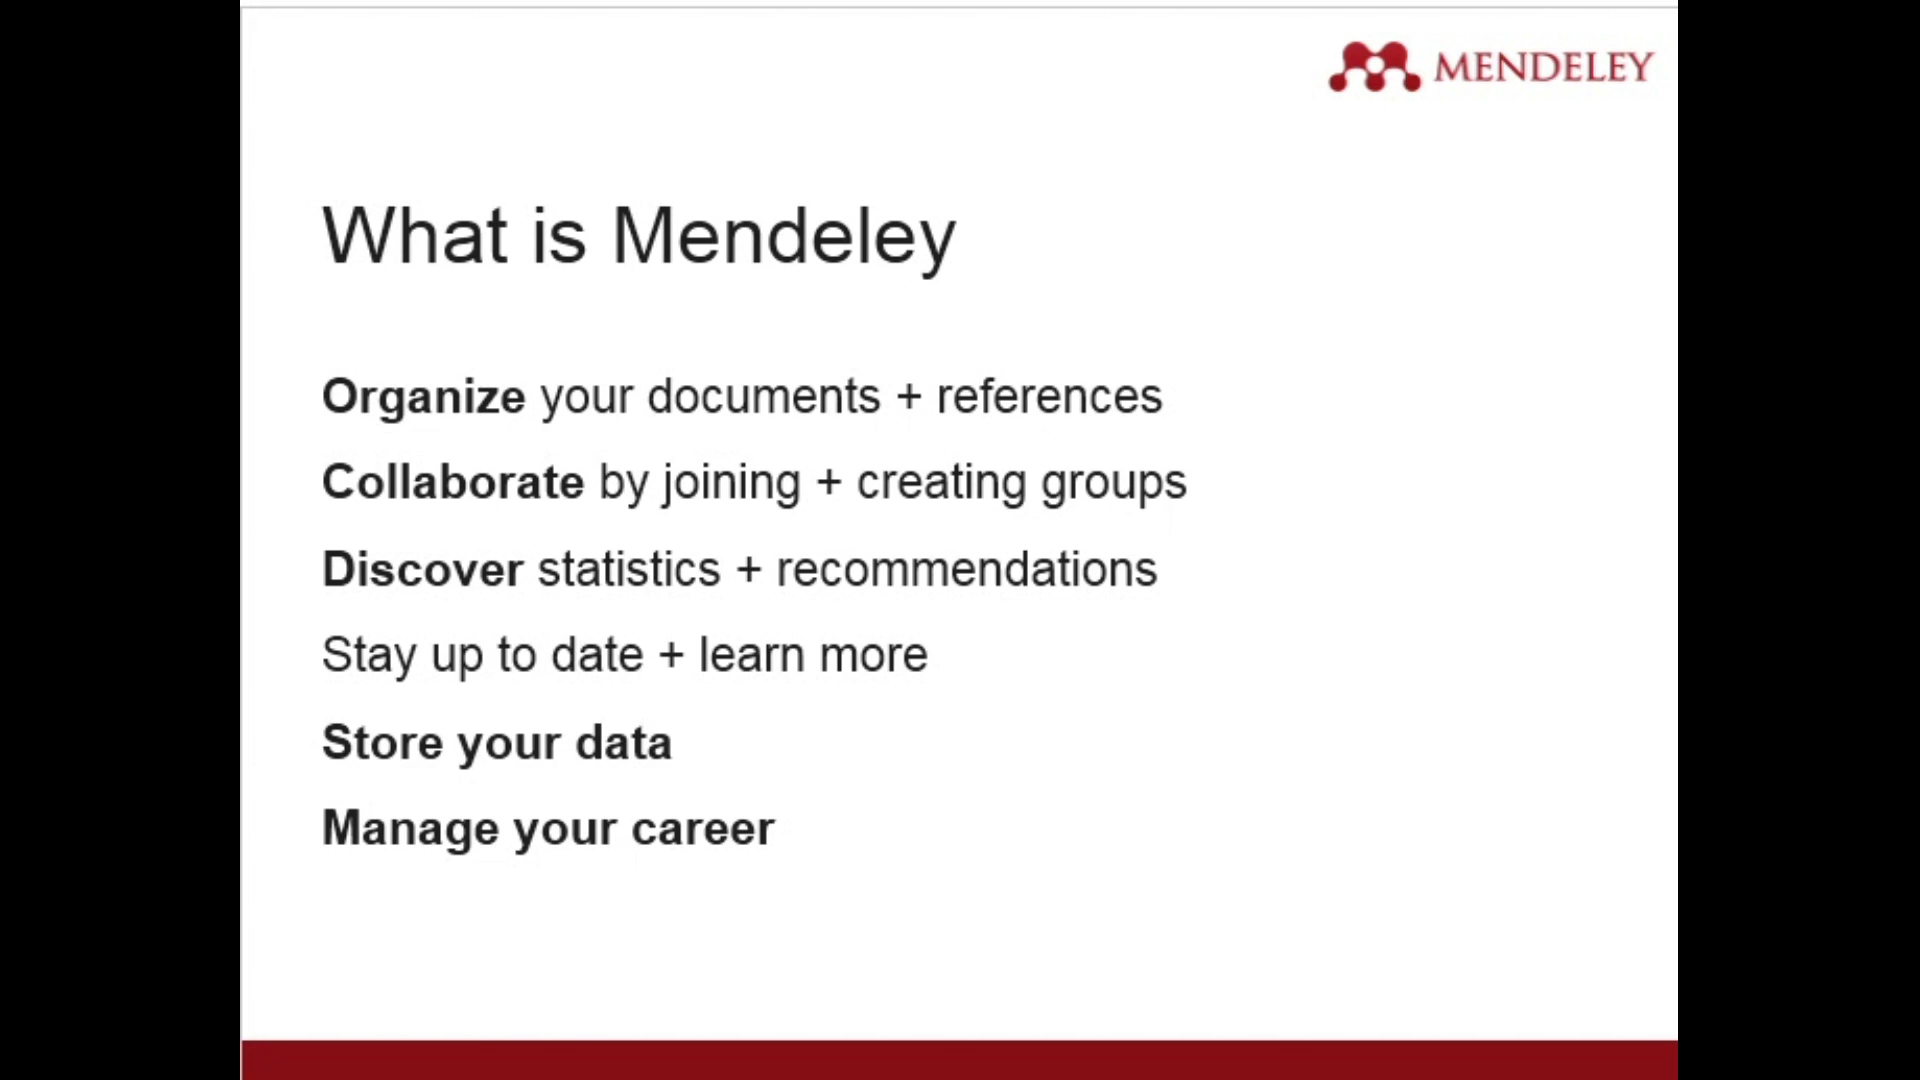 MENDELEY
What is Mendeley
Organize your documents + references
Collaborate by joining + creating groups
Discover statistics + recommendations
Stay up to date + learn more
Store your data
Manage your career